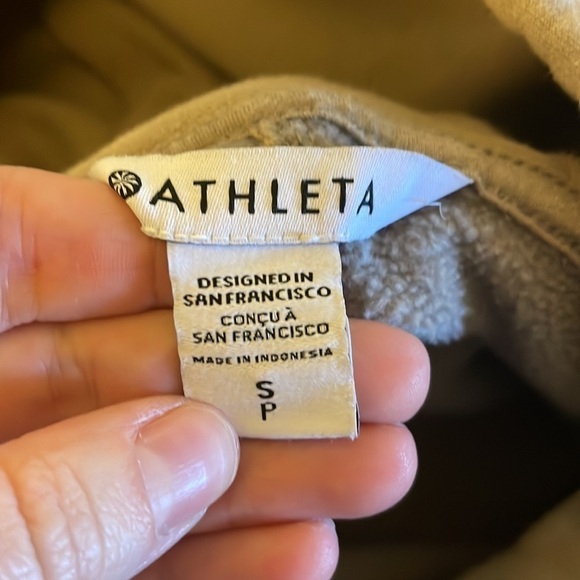 ATHLETA
DESIGNED IN
SAN FRANCISCO
CONÇU À
SAN FRANCISCO
MADE IN INDONESIA
S
P